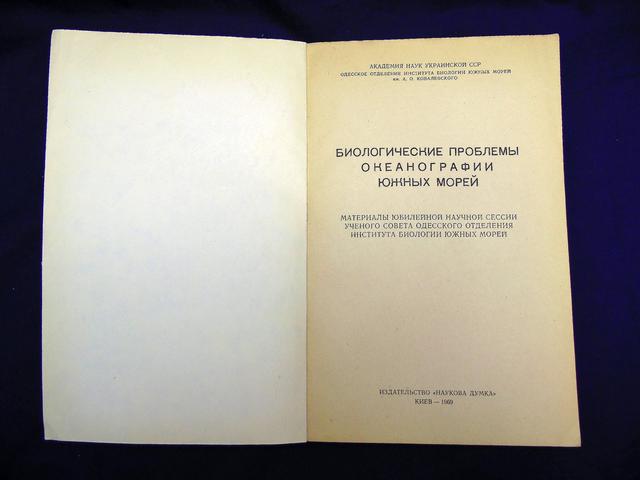 АКАДЕМИЯ НАУК УКРАИНСКОЙ ССР
ОДЕССКОЕ ОТДЕЛЕНИЕ ИНСТИТУТА БИОЛОГИИ ЮЖНЫХ МОРЕЙ
им. А. О. КОВАЛЕВСКОГО
БИОЛОГИЧЕСКИЕ ПРОБЛЕМЫ
ОКЕАНОГРАФИИ
ЮЖНЫХ МОРЕЙ
МАТЕРИАЛЫ ЮБИЛЕЙНОЙ НАУЧНОЙ СЕССИИ
УЧЕНОГО СОВЕТА ОДЕССКОГО ОТДЕЛЕНИЯ
ИНСТИТУТА БИОЛОГИИ ЮЖНЫХ МОРЕЙ
ИЗДАТЕЛЬСТВО «НАУКОВА ДУМКА»
КИЕВ — 1969